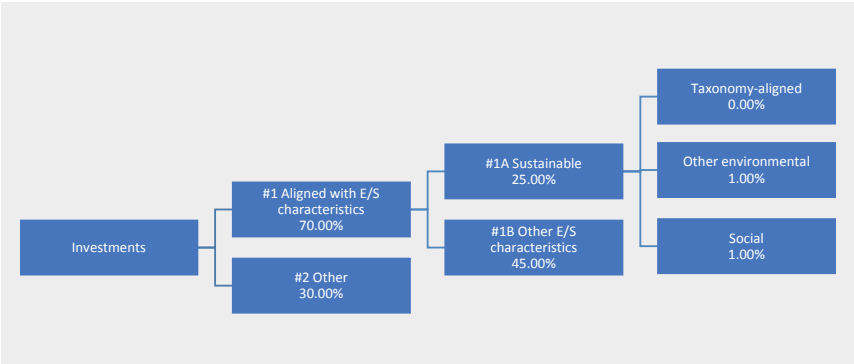 Investments
#1 Aligned with E/S
characteristics
70.00%
#2 Other
30.00%
#1A Sustainable
25.00%
#1B Other E/S
characteristics
45.00%
Taxonomy-aligned
0.00%
Other environmental
1.00%
Social
1.00%